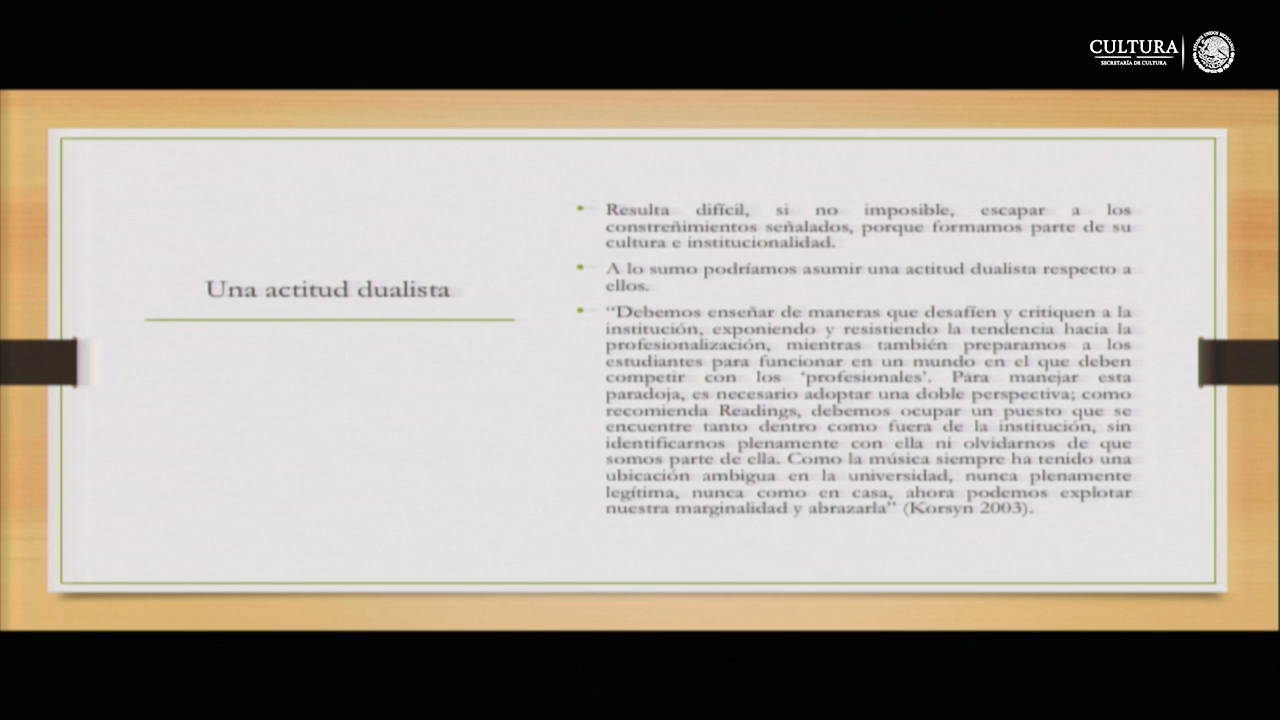 CULTURA
SECRETARÍA DE CULTURA
ESTADOS UNIDOS MEXICANOS
Una actitud dualista
• Resulta difícil, si no imposible, escapar a los
constreñimientos señalados, porque formamos parte de su
cultura e institucionalidad.
• A lo sumo podríamos asumir una actitud dualista respecto a
ellos.
• “Debemos enseñar de maneras que desafíen y critiquen a la
institución, exponiendo y resistiendo la tendencia hacia la
profesionalización, mientras también preparamos a los
estudiantes para funcionar en un mundo en el que deben
competir con los ‘profesionales’. Para manejar esta
paradoja, es necesario adoptar una doble perspectiva; como
recomienda Readings, debemos ocupar un puesto que se
encuentre tanto dentro como fuera de la institución, sin
identificarnos plenamente con ella ni olvidarnos de que
somos parte de ella. Como la música siempre ha tenido una
ubicación ambigua en la universidad, nunca plenamente
legítima, nunca como en casa, ahora podemos explotar
nuestra marginalidad y abrazarla” (Korsyn 2003).